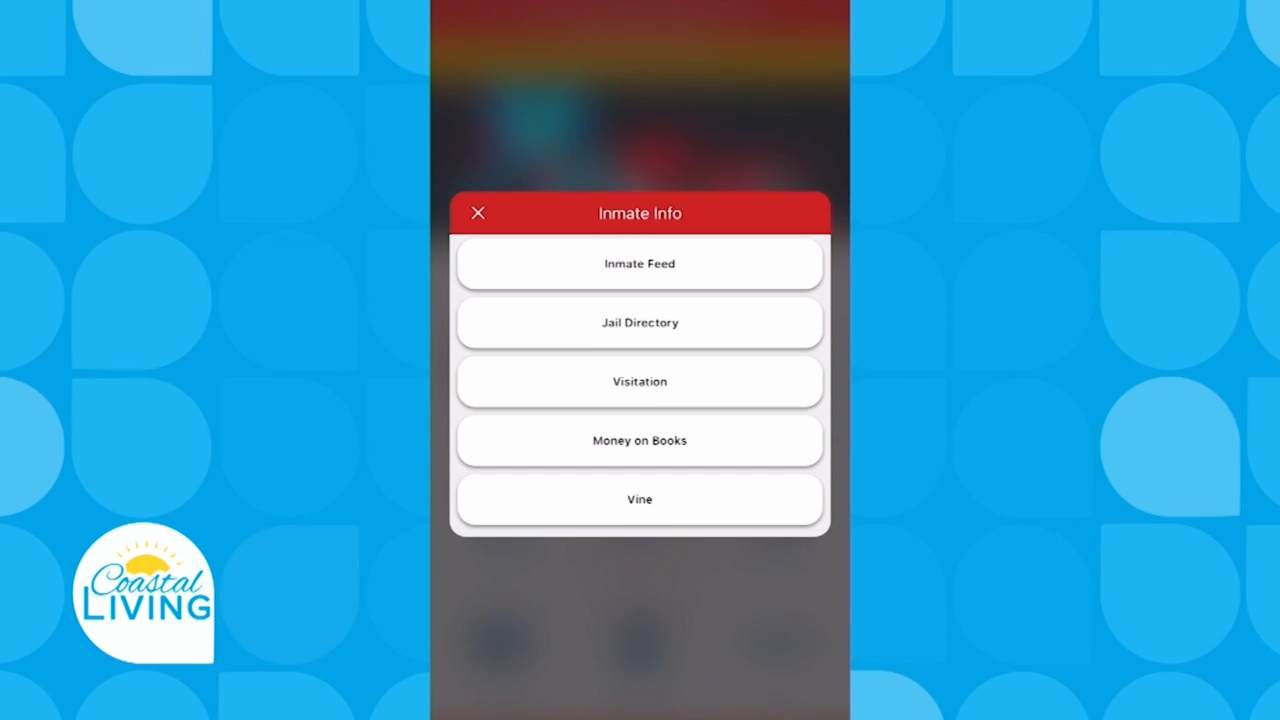 Inmate Info
Inmate Feed
Jail Directory
Visitation
Money on Books
Vine
Coastal
LIVING